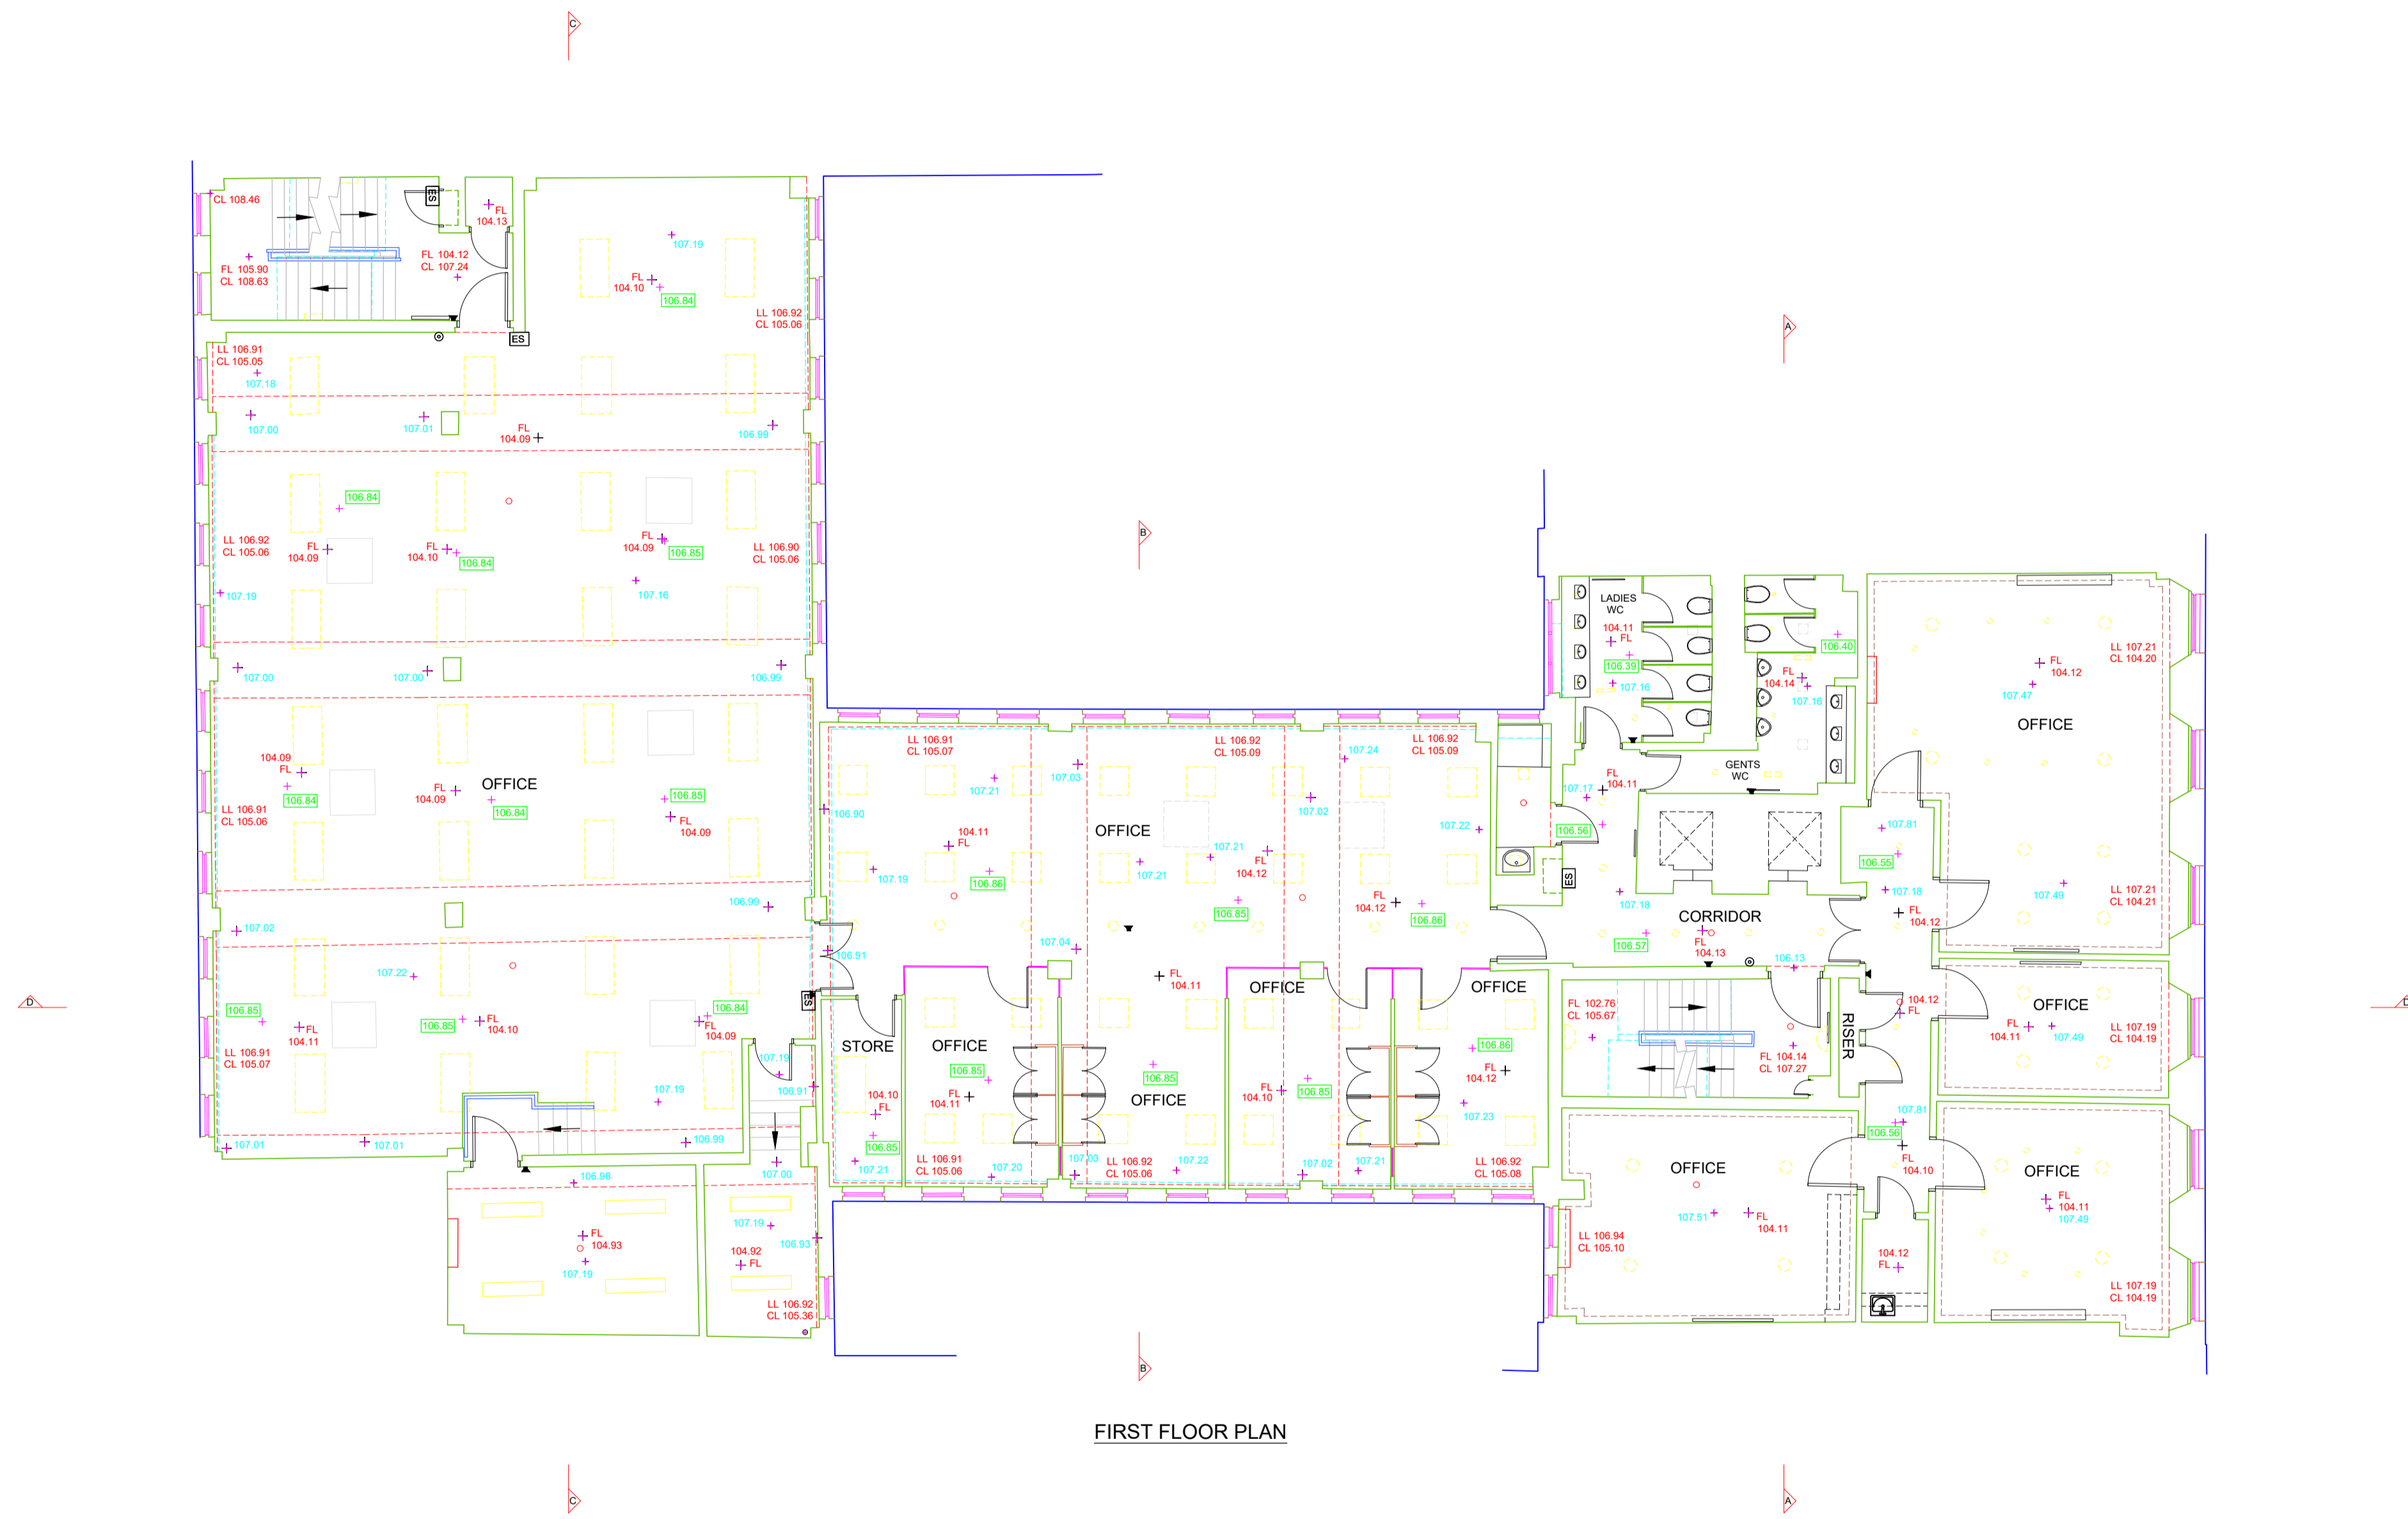 C
CL 108.46
ES
FL
104.13
FL 105.90
CL 108.63
FL 104.12
CL 107.24
107.19
FL
104.10
106.84
LL 106.92
CL 105.06
ES
LL 106.91
CL 105.05
107.18
107.00
107.01
FL
104.09
106.99
106.84
LL 106.92
CL 105.06
FL
104.09
FL
104.10
106.84
FL
104.09
106.85
LL 106.90
CL 105.06
107.19
107.16
107.00
107.00
106.99
104.09
FL
106.84
LL 106.91
CL 105.06
FL
104.09
OFFICE
106.84
106.85
FL
104.09
107.02
106.99
107.22
106.85
FL
104.11
LL 106.91
CL 105.07
106.85
FL
104.10
106.84
FL
104.09
ES
107.19
107.19
106.91
107.01
107.01
106.99
107.00
106.98
FL
104.93
107.19
107.19
106.93
104.92
FL
LL 106.92
CL 105.36
A
B
LL 106.91
CL 105.07
LL 106.92
CL 105.09
LL 106.92
CL 105.09
107.24
107.03
107.21
106.90
107.02
OFFICE
104.11
FL
107.22
107.21
FL
104.12
107.19
106.86
107.21
106.85
FL
104.12
106.86
106.91
107.04
FL
104.11
OFFICE
OFFICE
STORE
OFFICE
106.85
104.10
FL
FL
104.11
106.85
107.21
LL 106.91
CL 105.06
107.20
106.85
OFFICE
107.03
LL 106.92
CL 105.06
107.22
FL
104.10
106.85
107.02
107.21
106.86
FL
104.12
107.23
LL 106.92
CL 105.08
LADIES
WC
104.11
FL
106.39
107.16
106.40
FL
104.14
107.16
GENTS
WC
FL
104.11
107.17
106.56
ES
107.18
CORRIDOR
106.57
FL
104.13
106.13
107.81
106.55
107.18
FL
104.12
LL 107.21
CL 104.20
FL
104.12
107.47
OFFICE
107.49
LL 107.21
CL 104.21
FL 102.76
CL 105.67
FL 104.14
CL 107.27
RISER
104.12
FL
OFFICE
FL
104.11
107.49
LL 107.19
CL 104.19
107.81
106.56
FL
104.10
OFFICE
107.51
FL
104.11
LL 106.94
CL 105.10
104.12
FL
OFFICE
FL
104.11
107.49
LL 107.19
CL 104.19
D
D
B
FIRST FLOOR PLAN
C
A